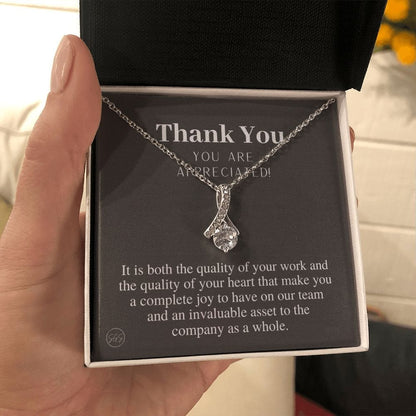 Thank You
YOU ARE
APPRECIATED!
It is both the quality of your work and
the quality of your heart that make you
a complete joy to have on our team
and an invaluable asset to the
company as a whole.